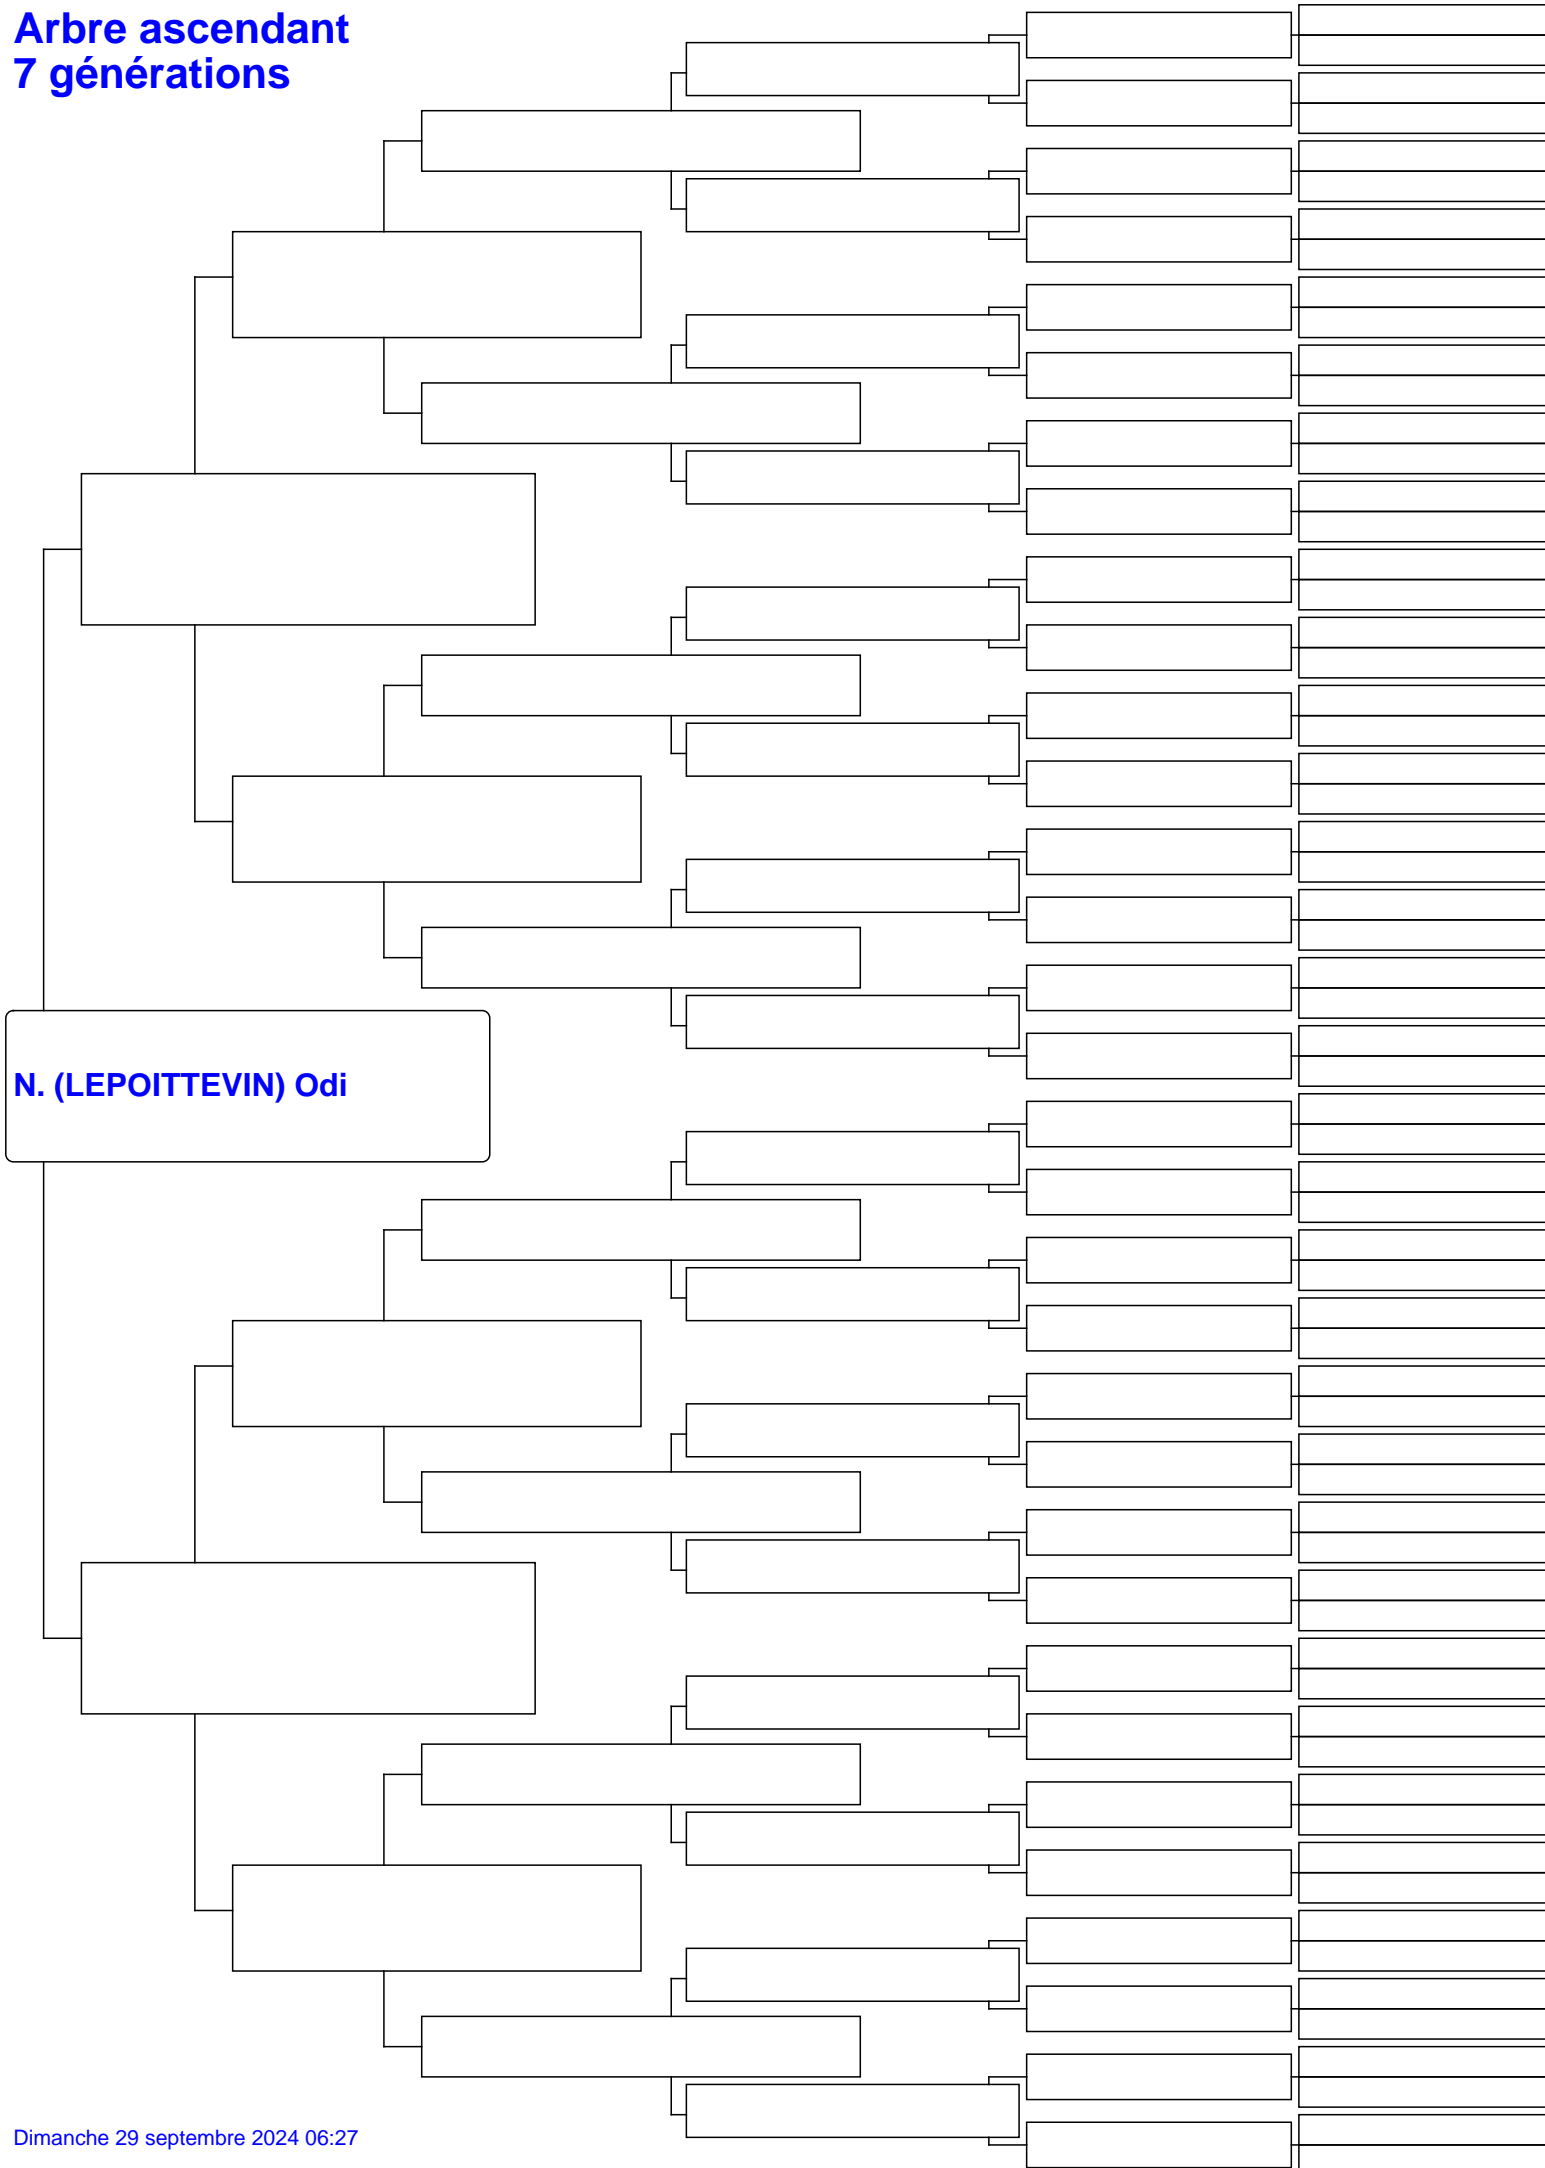 Arbre ascendant
7 générations
N. (LEPOITTEVIN) Odi
Dimanche 29 septembre 2024 06:27